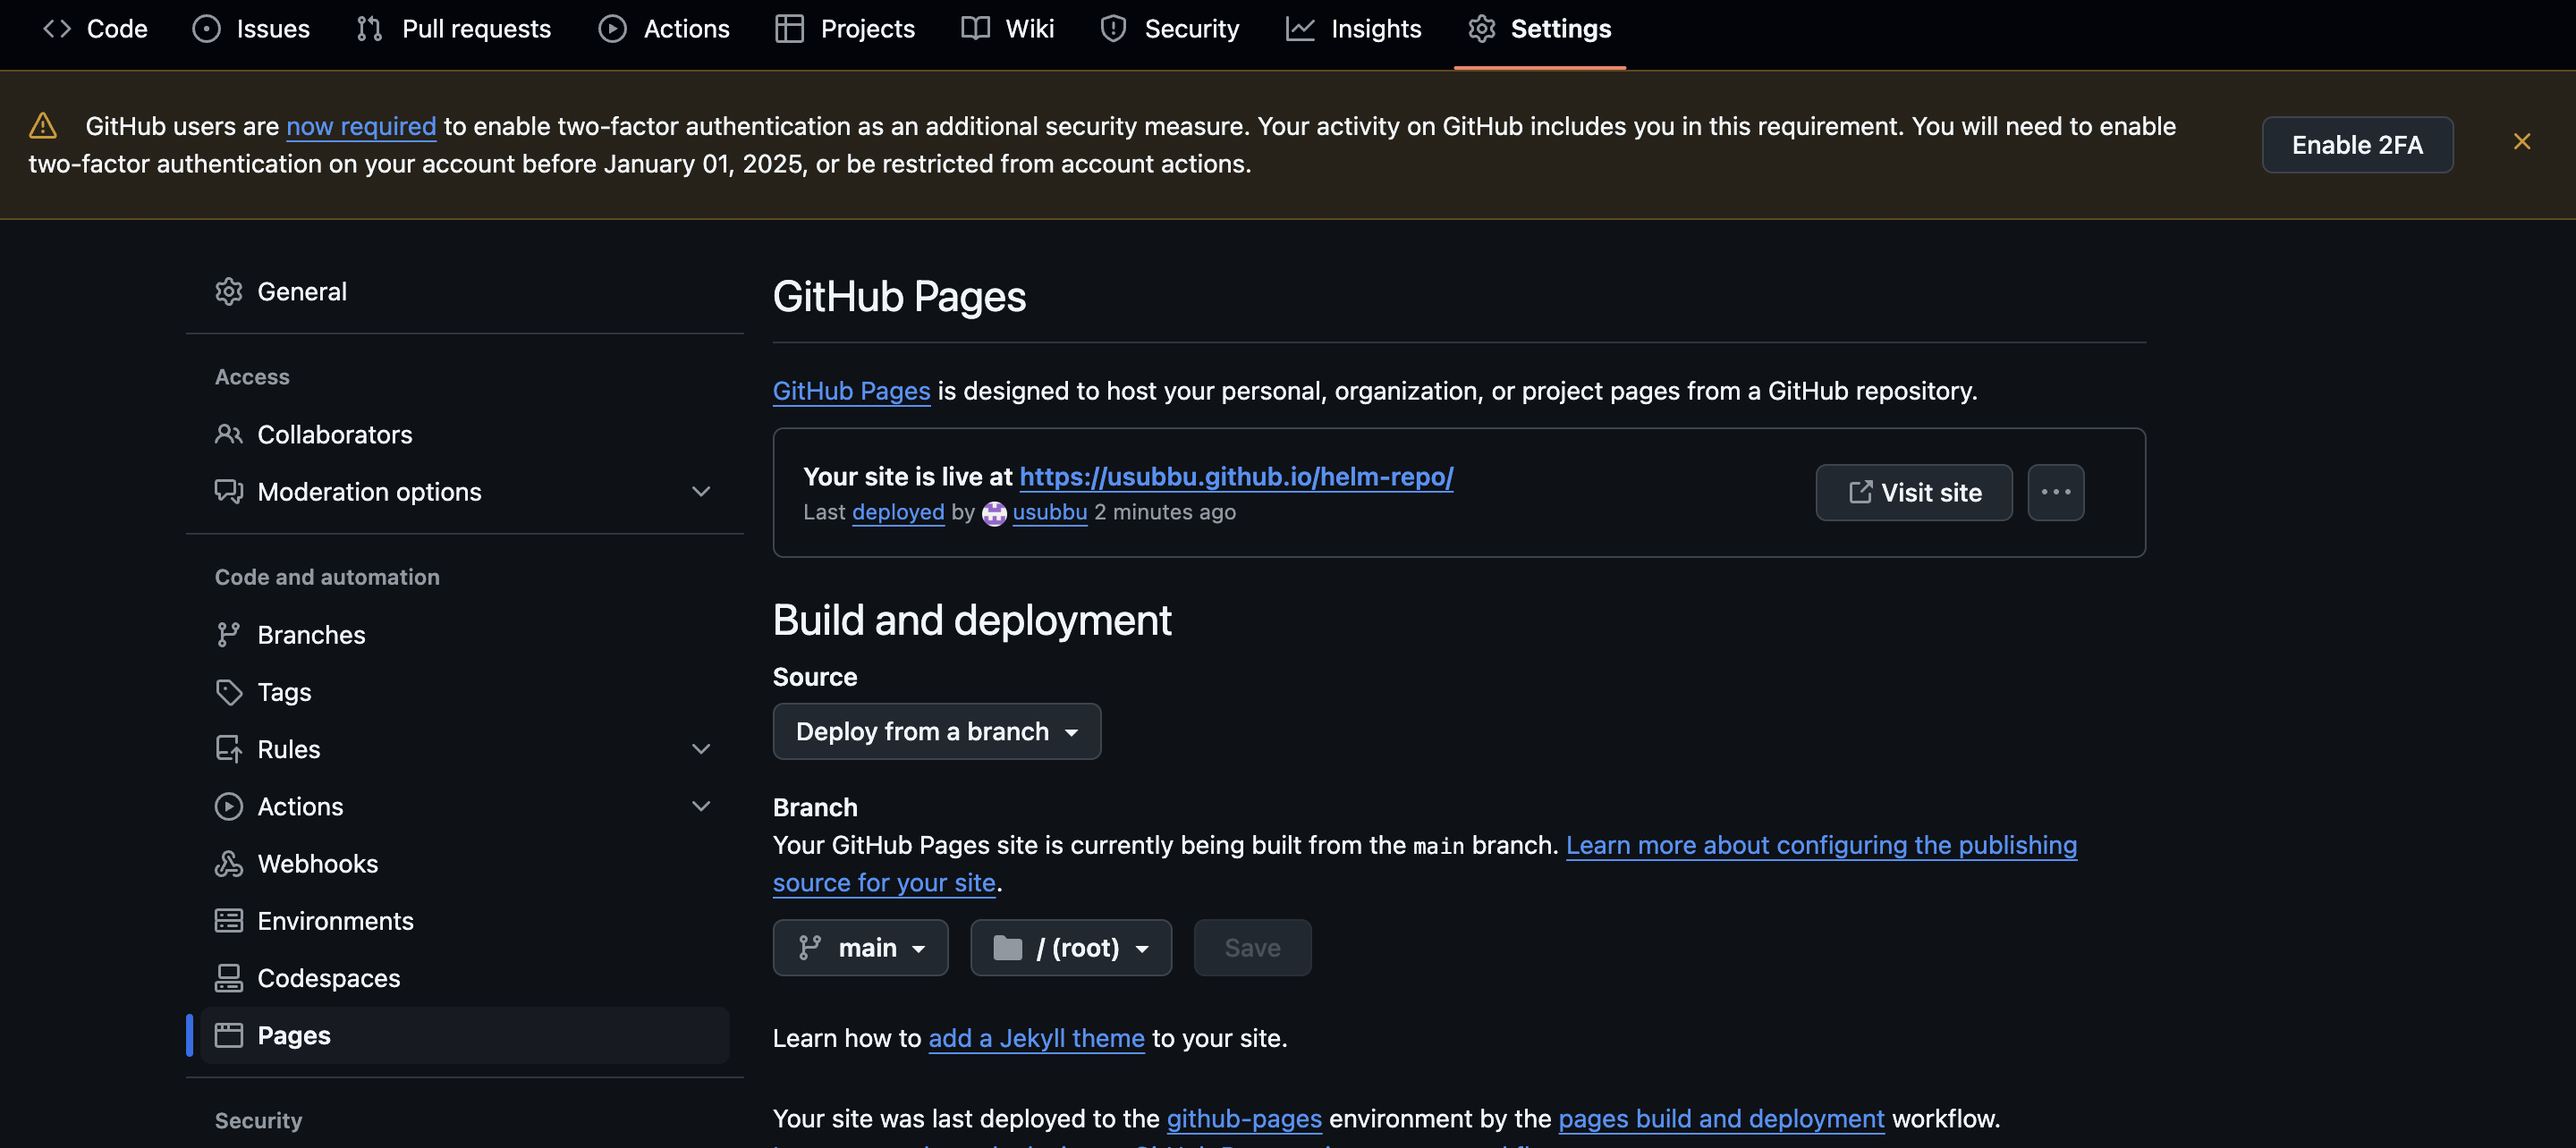 Code Issues Pull requests Actions Projects Wiki Security Insights Settings
GitHub users are now required to enable two-factor authentication as an additional security measure. Your activity on GitHub includes you in this requirement. You will need to enable
two-factor authentication on your account before January 01, 2025, or be restricted from account actions.
Enable 2FA
General
Access
Collaborators
Moderation options
Code and automation
Branches
Tags
Rules
Actions
Webhooks
Environments
Codespaces
Pages
Security
GitHub Pages
GitHub Pages is designed to host your personal, organization, or project pages from a GitHub repository.
Your site is live at https://usubbu.github.io/helm-repo/
Last deployed by usubbu 2 minutes ago
Visit site
Build and deployment
Source
Deploy from a branch
Branch
Your GitHub Pages site is currently being built from the main branch. Learn more about configuring the publishing
source for your site.
main / (root) Save
Learn how to add a Jekyll theme to your site.
Your site was last deployed to the github-pages environment by the pages build and deployment workflow.